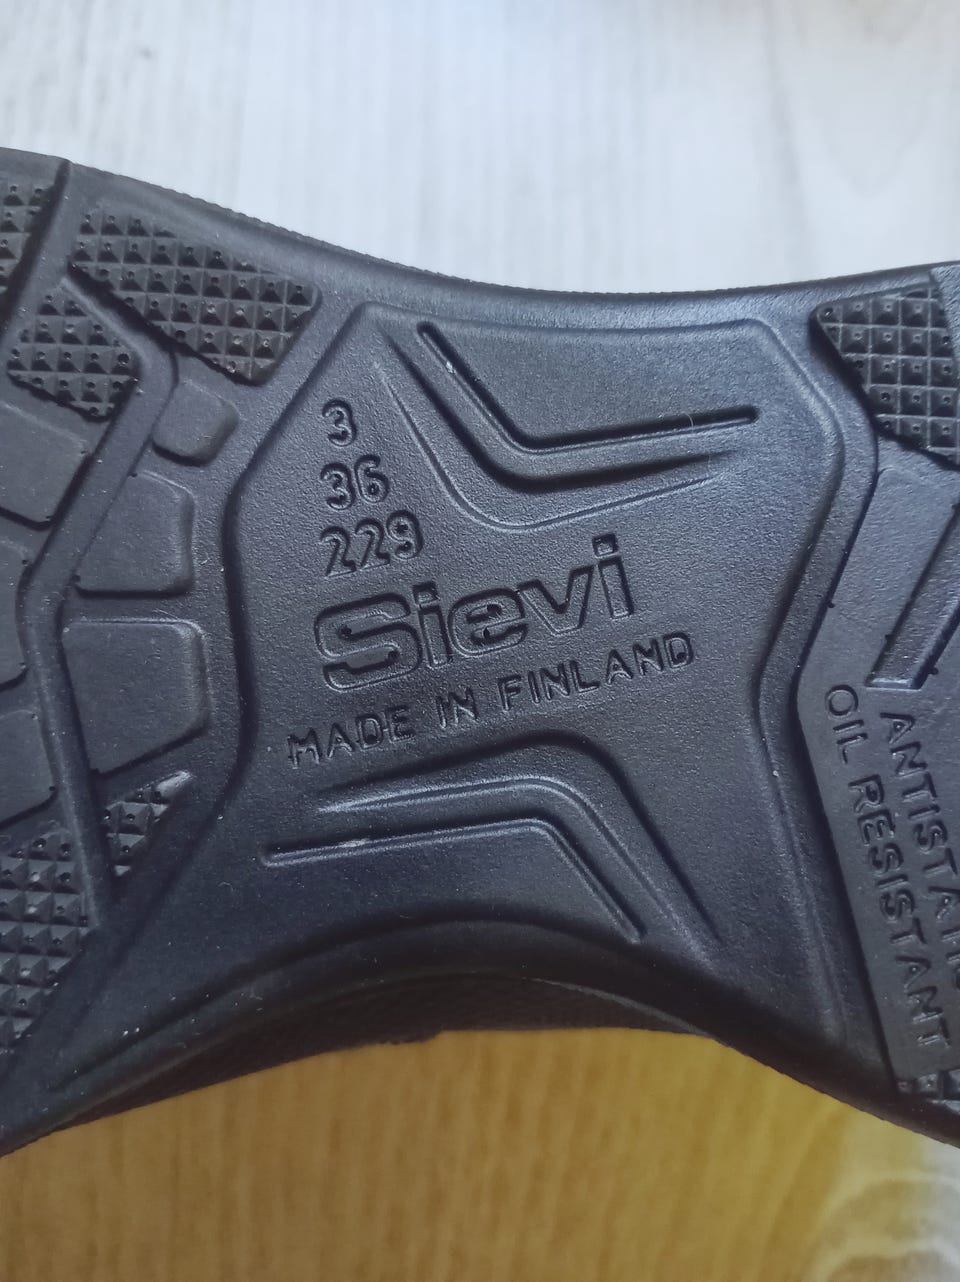 3
36
229
Sievi
MADE IN FINLAND
OIL RESISTANT